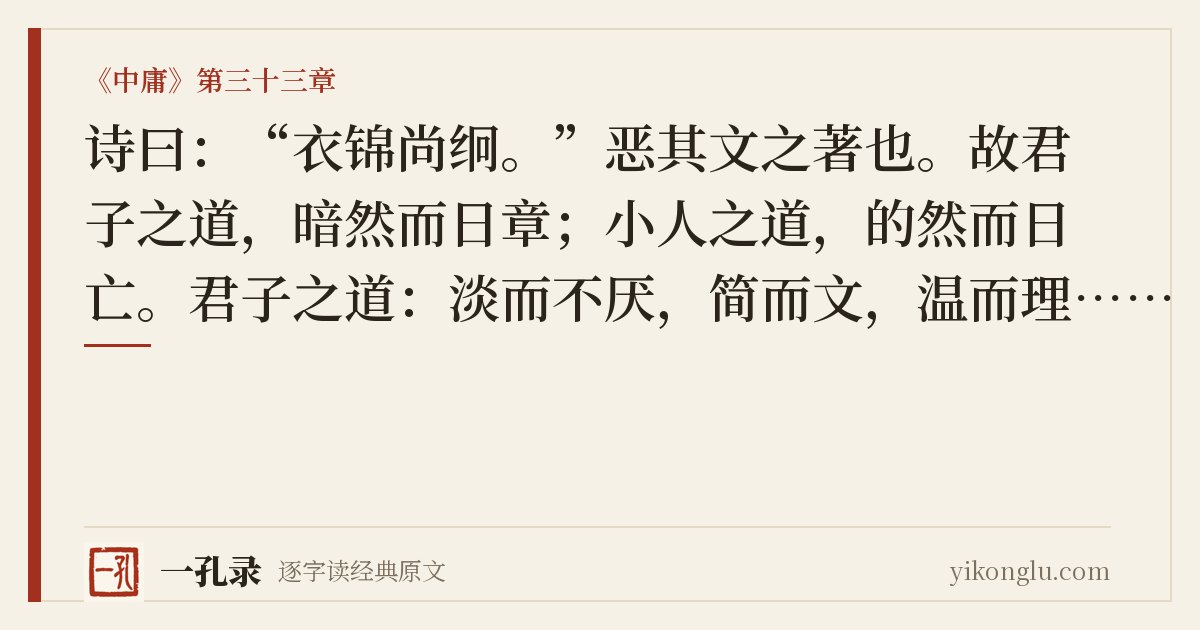 《中庸》第三十三章
诗曰：“衣锦尚䌹。”恶其文之著也。故君
子之道，暗然而日章；小人之道，的然而日
亡。君子之道：淡而不厌，简而文，温而理……
一孔
一孔录 逐字读经典原文 yikonglu.com